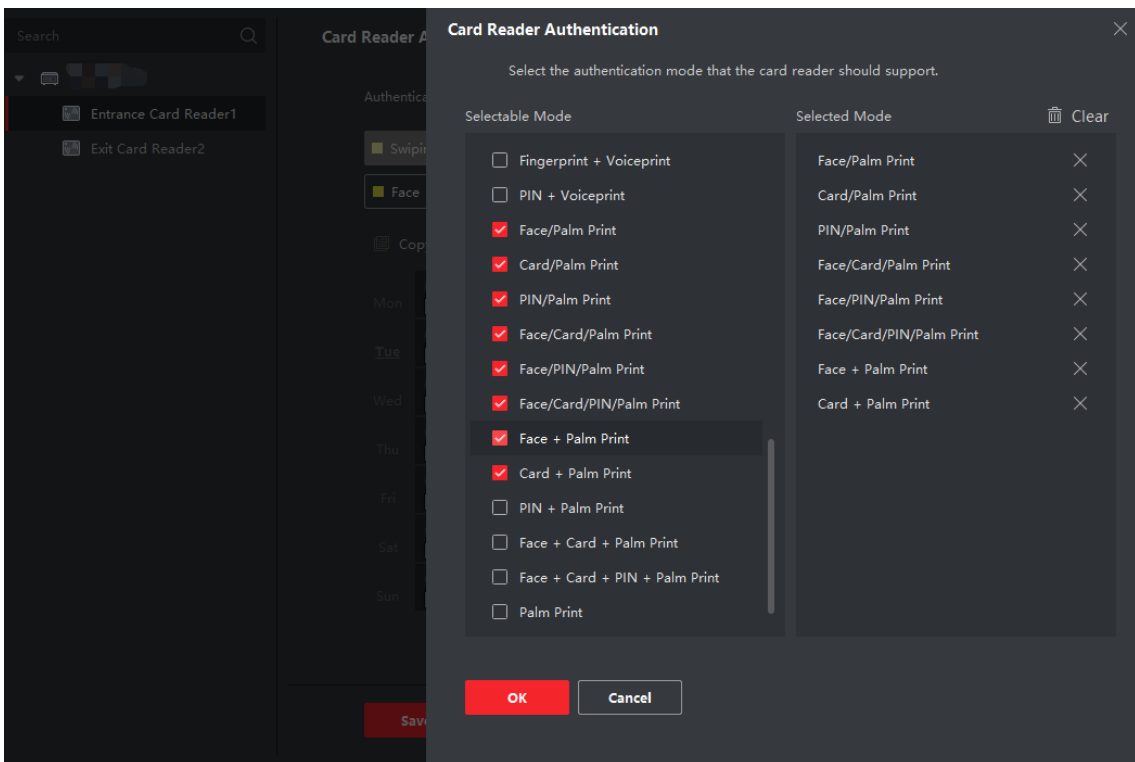 Search
Entrance Card Reader1
Exit Card Reader2
Card Reader A
Authentica
Swipin
Face
Cop
Mon
Tue
Wed
Thu
Fri
Sat
Sun
Save
Card Reader Authentication
Select the authentication mode that the card reader should support.
Selectable Mode
Fingerprint + Voiceprint
PIN + Voiceprint
Face/Palm Print
Card/Palm Print
PIN/Palm Print
Face/Card/Palm Print
Face/PIN/Palm Print
Face/Card/PIN/Palm Print
Face + Palm Print
Card + Palm Print
PIN + Palm Print
Face + Card + Palm Print
Face + Card + PIN + Palm Print
Palm Print
Selected Mode
Clear
Face/Palm Print
Card/Palm Print
PIN/Palm Print
Face/Card/Palm Print
Face/PIN/Palm Print
Face/Card/PIN/Palm Print
Face + Palm Print
Card + Palm Print
OK
Cancel